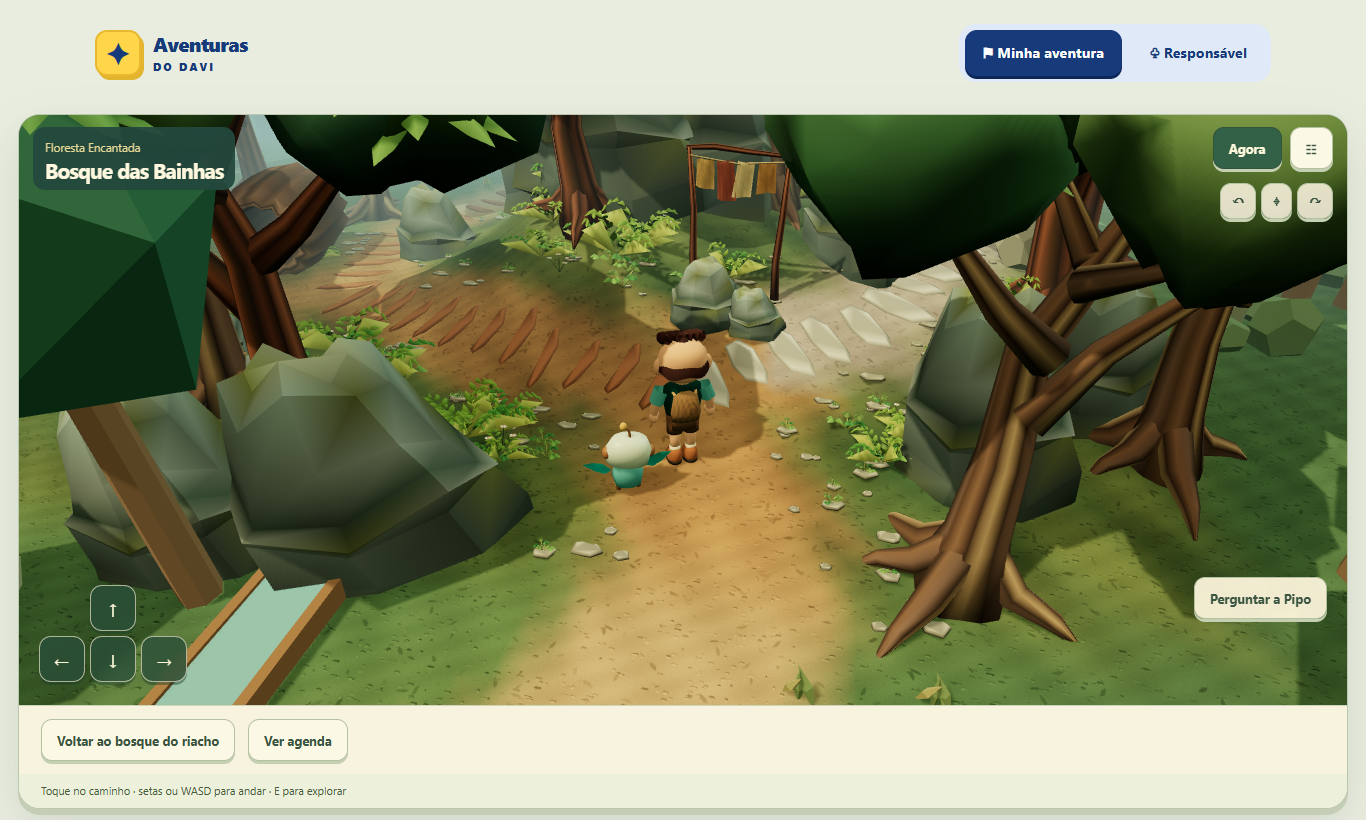 Aventuras
DO DAVI
Minha aventura
Responsável
Floresta Encantada
Bosque das Bainhas
Agora
Perguntar a Pipo
Voltar ao bosque do riacho
Ver agenda
Toque no caminho · setas ou WASD para andar · E para explorar